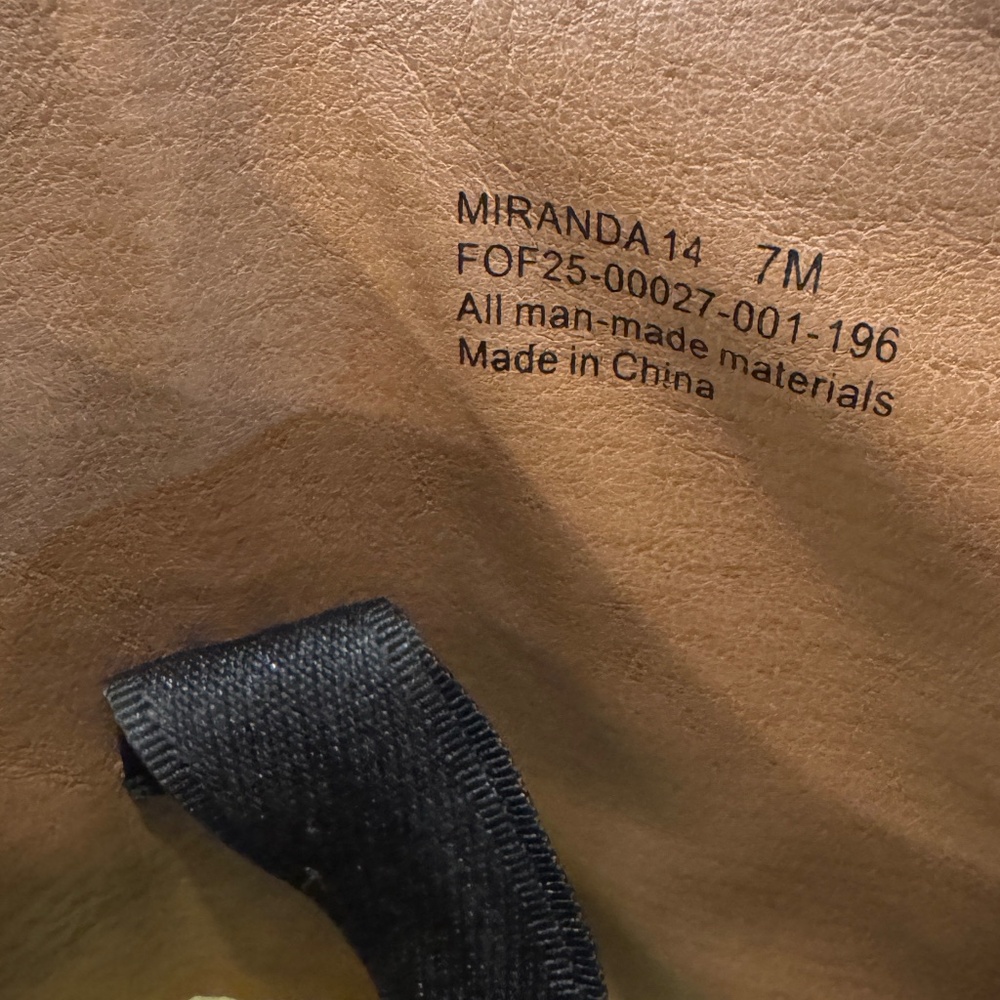 MIRANDA 14 7M
FOF25-00027-001-196
All man-made materials
Made in China